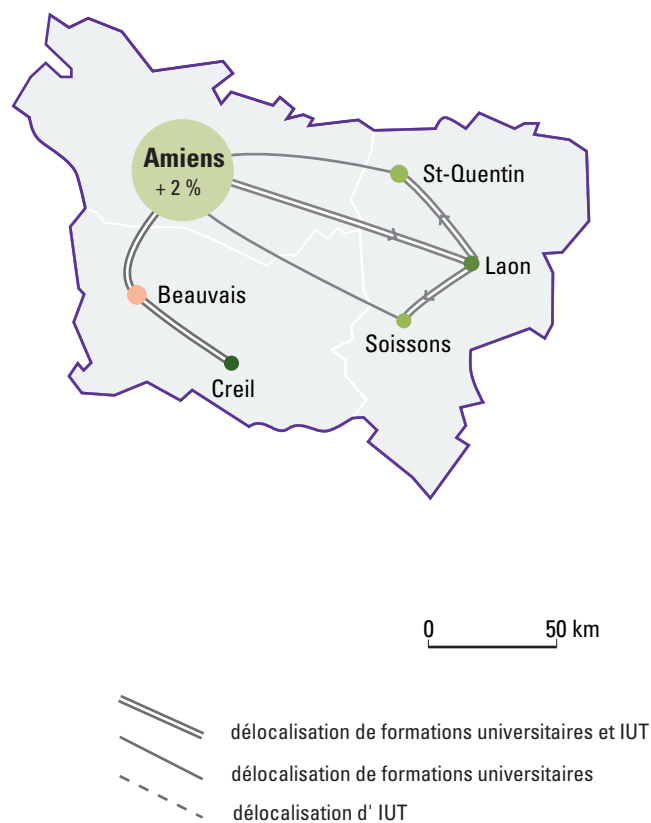 Amiens
+ 2 %
St-Quentin
Laon
Beauvais
Soissons
Creil
0 50 km
délocalisation de formations universitaires et IUT
délocalisation de formations universitaires
délocalisation d' IUT